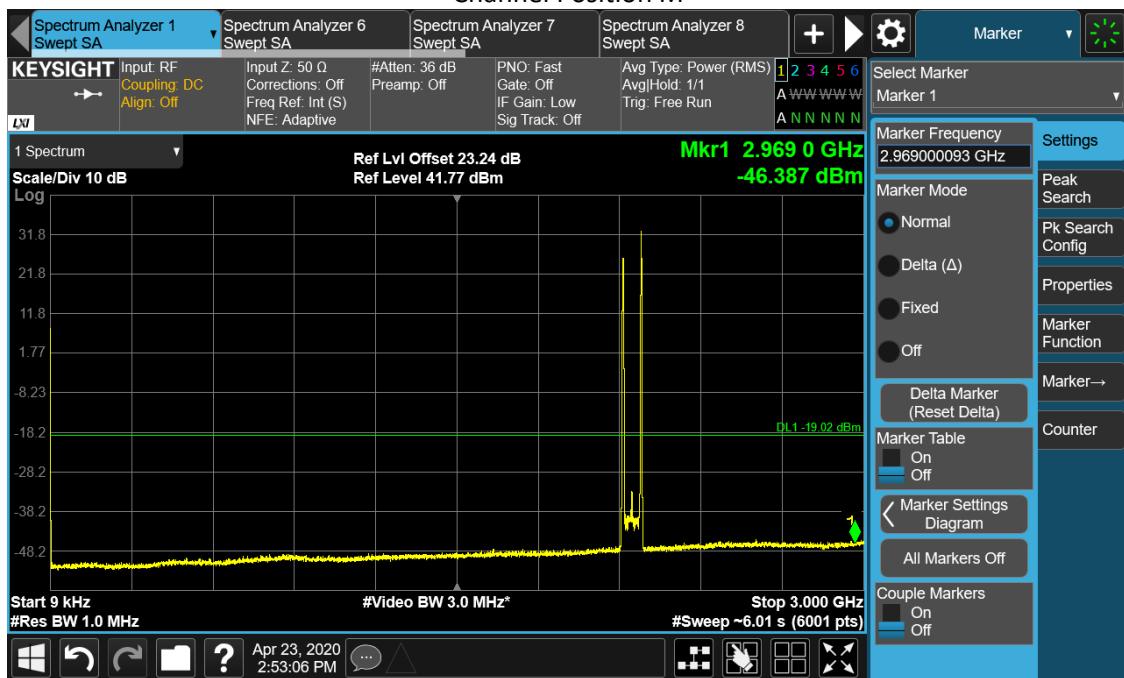 Spectrum Analyzer 1
Swept SA
Spectrum Analyzer 6
Swept SA
Spectrum Analyzer 7
Swept SA
Spectrum Analyzer 8
Swept SA
+
Marker
KEYSIGHT
LXI
Input: RF
Coupling: DC
Align: Off
Input Z: 50 Ω
Corrections: Off
Freq Ref: Int (S)
NFE: Adaptive
#Atten: 36 dB
Preamp: Off
PNO: Fast
Gate: Off
IF Gain: Low
Sig Track: Off
Avg Type: Power (RMS)
Avg|Hold: 1/1
Trig: Free Run
1 2 3 4 5 6
A W W W W W
A N N N N N
Select Marker
Marker 1
1 Spectrum
Scale/Div 10 dB
Log
Ref Lvl Offset 23.24 dB
Ref Level 41.77 dBm
Mkr1 2.969 0 GHz
-46.387 dBm
31.8
21.8
11.8
1.77
-8.23
-18.2
-28.2
-38.2
-48.2
DL1 -19.02 dBm
1
Start 9 kHz
#Res BW 1.0 MHz
#Video BW 3.0 MHz*
Stop 3.000 GHz
#Sweep ~6.01 s (6001 pts)
Marker Frequency
2.969000093 GHz
Marker Mode
Normal
Delta (Δ)
Fixed
Off
Delta Marker
(Reset Delta)
Marker Table
On
Off
Marker Settings
Diagram
All Markers Off
Couple Markers
On
Off
Settings
Peak
Search
Pk Search
Config
Properties
Marker
Function
Marker→
Counter
?
Apr 23, 2020
2:53:06 PM